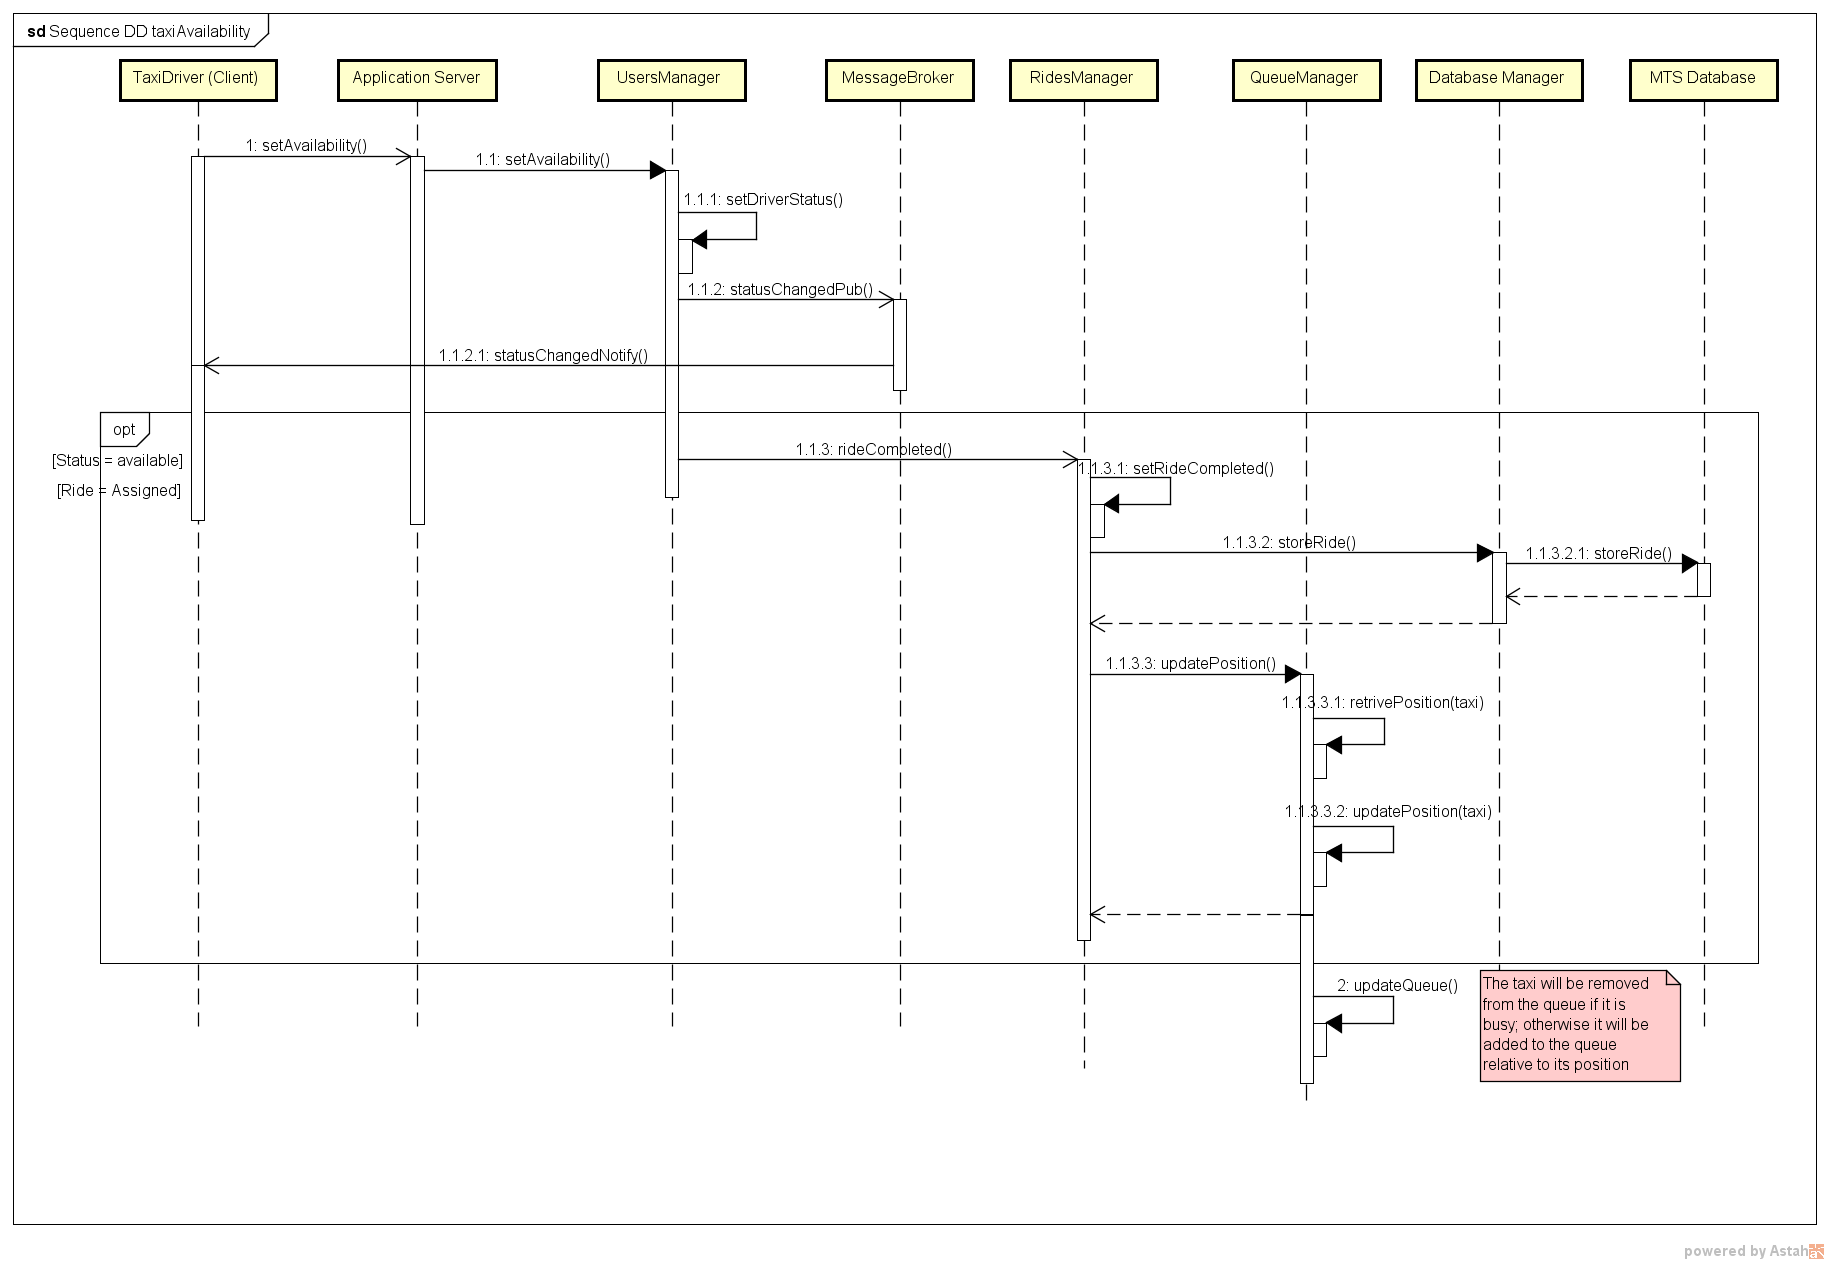 sd Sequence DD taxiAvailability
TaxiDriver (Client)
Application Server
UsersManager
MessageBroker
RidesManager
QueueManager
Database Manager
MTS Database
1: setAvailability()
1.1: setAvailability()
1.1.1: setDriverStatus()
1.1.2: statusChangedPub()
1.1.2.1: statusChangedNotify()
opt
[Status = available]
[Ride = Assigned]
1.1.3: rideCompleted()
1.1.3.1: setRideCompleted()
1.1.3.2: storeRide()
1.1.3.2.1: storeRide()
1.1.3.3: updatePosition()
1.1.3.3.1: retrivePosition(taxi)
1.1.3.3.2: updatePosition(taxi)
2: updateQueue()
The taxi will be removed
from the queue if it is
busy; otherwise it will be
added to the queue
relative to its position
powered by Astah